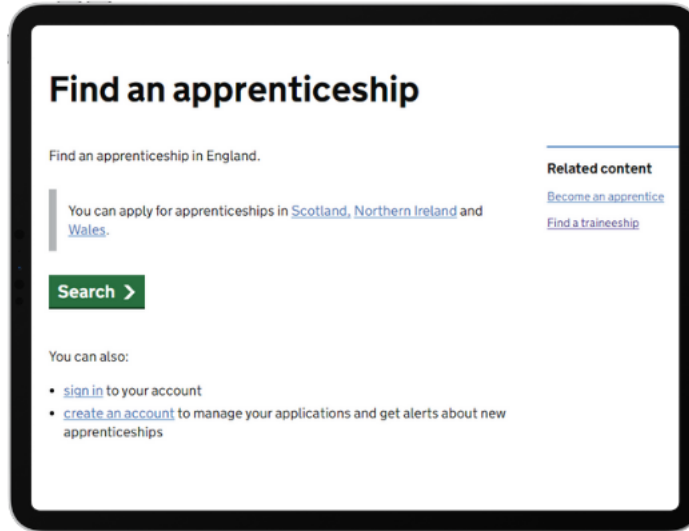 Find an apprenticeship
Find an apprenticeship in England.
You can apply for apprenticeships in Scotland, Northern Ireland and
Wales.
Search
You can also:
• sign in to your account
• create an account to manage your applications and get alerts about new
apprenticeships
Related content
Become an apprentice
Find a traineeship